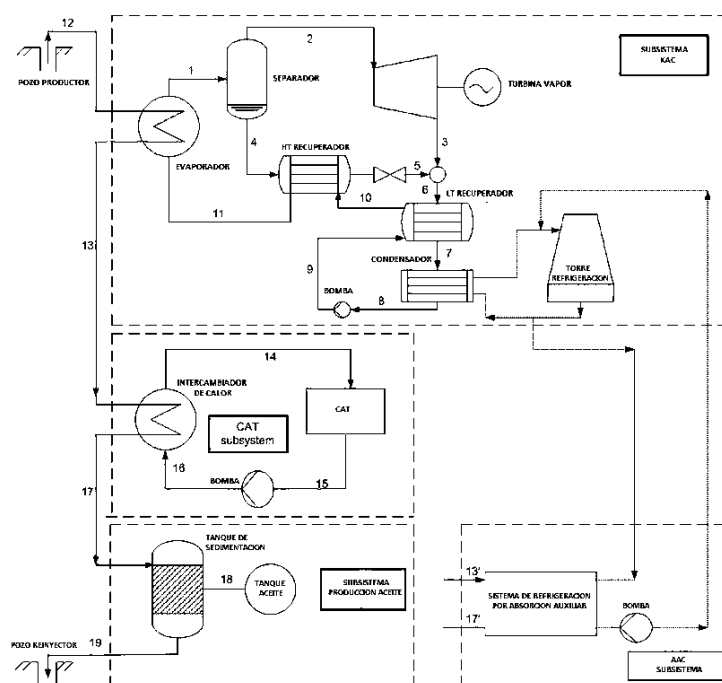 12
2
SUBSISTEMA
KAC
POZO PRODUCTOR
1
SEPARADOR
TURBINA VAPOR
EVAPORADOR
4
HT RECUPERADOR
3
5
6
LT RECUPERADOR
10
11
13'
7
9
CONDENSADOR
TORRE
REFRIGERACION
BOMBA
8
14
INTERCAMBIADOR
DE CALOR
CAT
CAT
subsystem
16
BOMBA
15
17'
TANQUE DE
SEDIMENTACION
18
TANQUE
ACEITE
SUBSISTEMA
PRODUCCION ACEITE
13'
SISTEMA DE REFRIGERACION
POR ABSORCION AUXILIAR
17'
BOMBA
POZO REINYECTOR
19
AAC
SUBSISTEMA